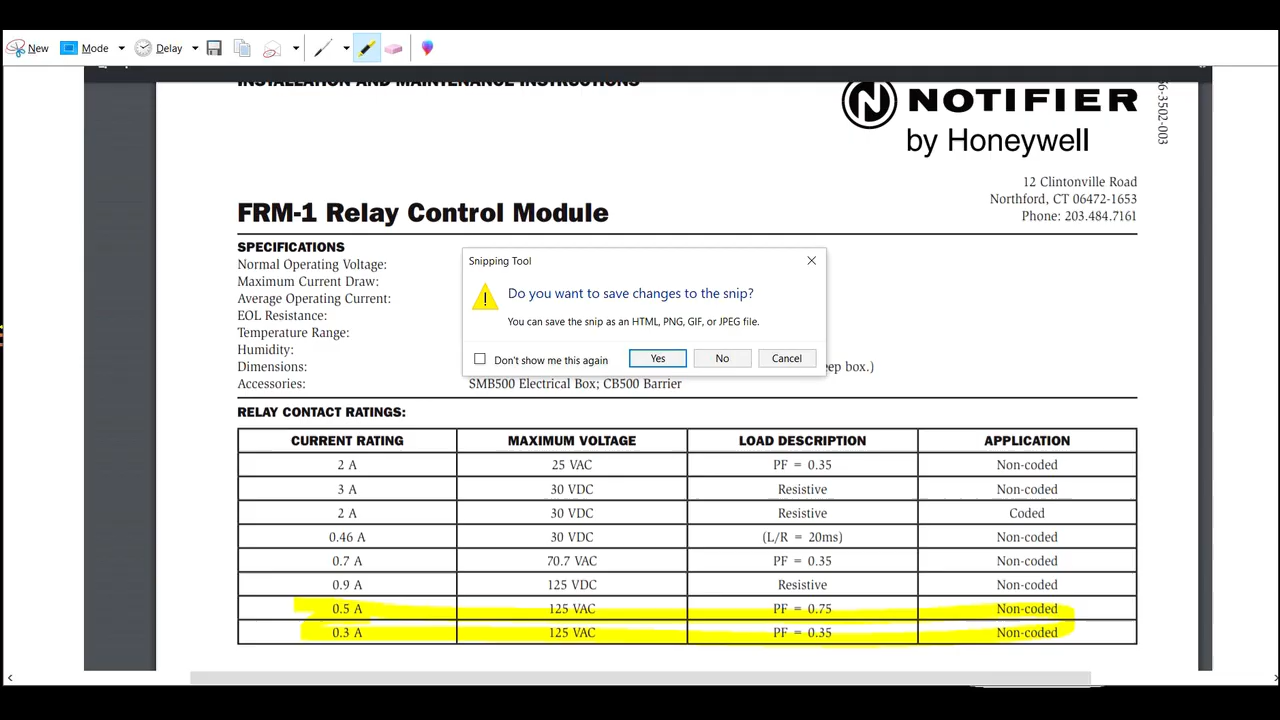 New Mode Delay
INSTALLATION AND MAINTENANCE INSTRUCTIONS
NOTIFIER
by Honeywell
56-3502-003
12 Clintonville Road
Northford, CT 06472-1653
Phone: 203.484.7161
FRM-1 Relay Control Module
SPECIFICATIONS
Normal Operating Voltage:
Maximum Current Draw:
Average Operating Current:
EOL Resistance:
Temperature Range:
Humidity:
Dimensions: eep box.)
Accessories: SMB500 Electrical Box; CB500 Barrier
Snipping Tool
Do you want to save changes to the snip?
You can save the snip as an HTML, PNG, GIF, or JPEG file.
Don't show me this again Yes No Cancel
RELAY CONTACT RATINGS:
CURRENT RATING MAXIMUM VOLTAGE LOAD DESCRIPTION APPLICATION
2 A 25 VAC PF = 0.35 Non-coded
3 A 30 VDC Resistive Non-coded
2 A 30 VDC Resistive Coded
0.46 A 30 VDC (L/R = 20ms) Non-coded
0.7 A 70.7 VAC PF = 0.35 Non-coded
0.9 A 125 VDC Resistive Non-coded
0.5 A 125 VAC PF = 0.75 Non-coded
0.3 A 125 VAC PF = 0.35 Non-coded